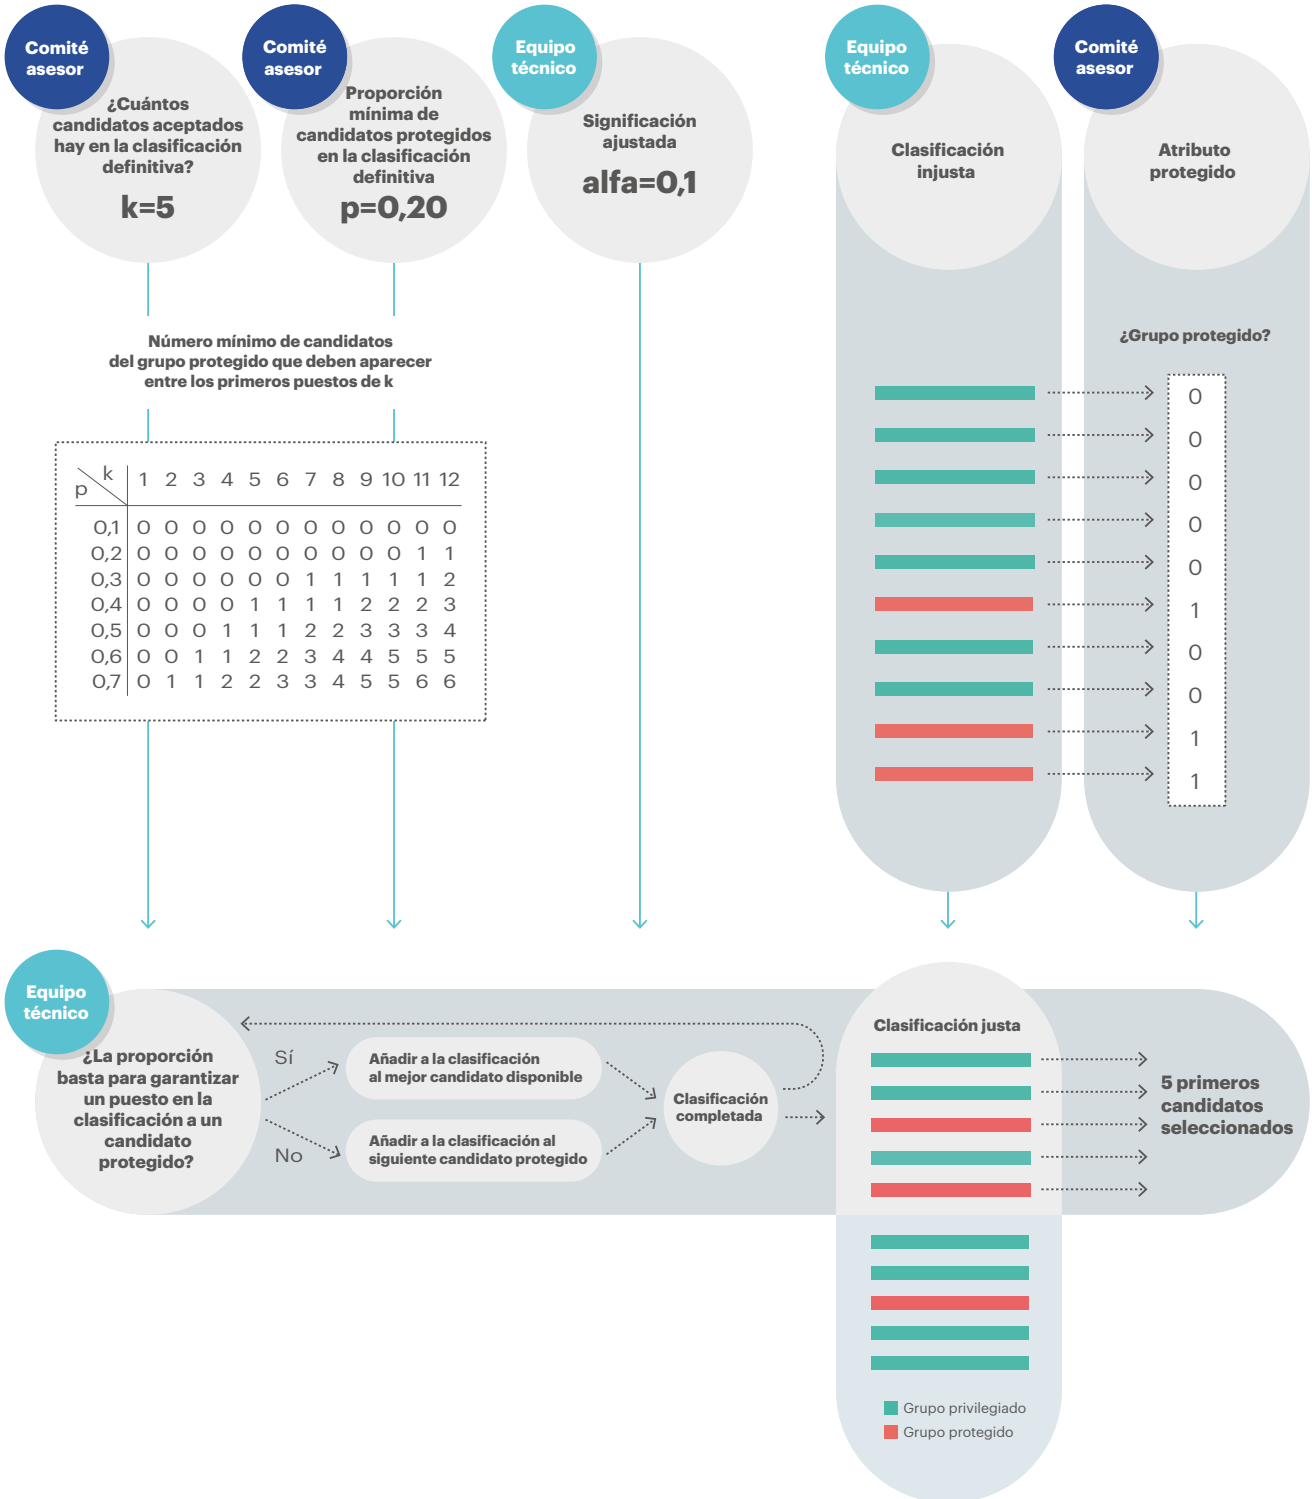 Comité
asesor
¿Cuántos
candidatos aceptados
hay en la clasificación
definitiva?
k=5
Comité
asesor
Proporción
mínima de
candidatos protegidos
en la clasificación
definitiva
p=0,20
Equipo
técnico
Significación
ajustada
alfa=0,1
Equipo
técnico
Clasificación
injusta
Comité
asesor
Atributo
protegido
Número mínimo de candidatos
del grupo protegido que deben aparecer
entre los primeros puestos de k
p k 1 2 3 4 5 6 7 8 9 10 11 12
0,1 0 0 0 0 0 0 0 0 0 0 0 0
0,2 0 0 0 0 0 0 0 0 0 0 1 1
0,3 0 0 0 0 0 0 1 1 1 1 1 2
0,4 0 0 0 0 1 1 1 1 2 2 2 3
0,5 0 0 0 1 1 1 2 2 3 3 3 4
0,6 0 0 1 1 2 2 3 4 4 5 5 5
0,7 0 1 1 2 2 3 3 4 5 5 6 6
¿Grupo protegido?
0
0
0
0
0
1
0
0
1
1
Equipo
técnico
¿La proporción
basta para garantizar
un puesto en la
clasificación a un
candidato
protegido?
Sí
Añadir a la clasificación
al mejor candidato disponible
No
Añadir a la clasificación al
siguiente candidato protegido
Clasificación
completada
Clasificación justa
5 primeros
candidatos
seleccionados
Grupo privilegiado
Grupo protegido